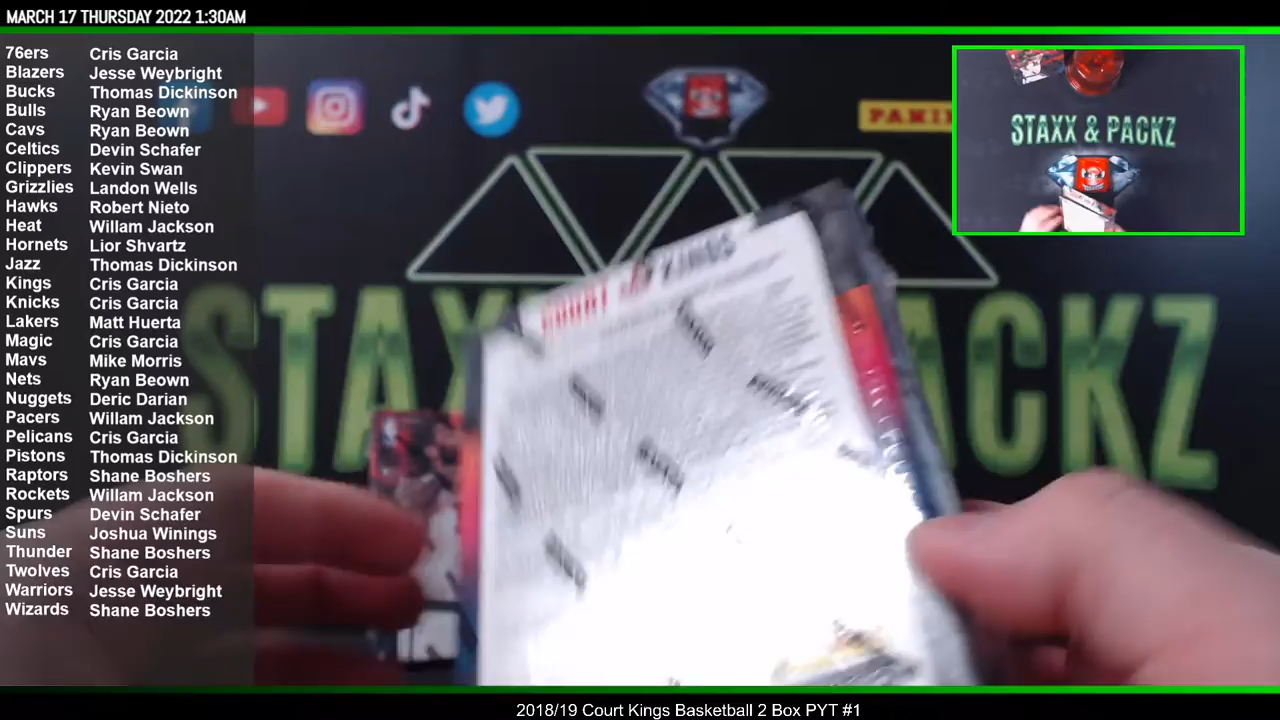 MARCH 17 THURSDAY 2022 1:30AM
76ers Cris Garcia
Blazers Jesse Weybright
Bucks Thomas Dickinson
Bulls Ryan Beown
Cavs Ryan Beown
Celtics Devin Schafer
Clippers Kevin Swan
Grizzlies Landon Wells
Hawks Robert Nieto
Heat Willam Jackson
Hornets Lior Shvartz
Jazz Thomas Dickinson
Kings Cris Garcia
Knicks Cris Garcia
Lakers Matt Huerta
Magic Cris Garcia
Mavs Mike Morris
Nets Ryan Beown
Nuggets Deric Darian
Pacers Willam Jackson
Pelicans Cris Garcia
Pistons Thomas Dickinson
Raptors Shane Boshers
Rockets Willam Jackson
Spurs Devin Schafer
Suns Joshua Winings
Thunder Shane Boshers
Twolves Cris Garcia
Warriors Jesse Weybright
Wizards Shane Boshers
PANI
STAXX & PACKZ
COURT KINGS
STAX ACKZ
2018/19 Court Kings Basketball 2 Box PYT #1